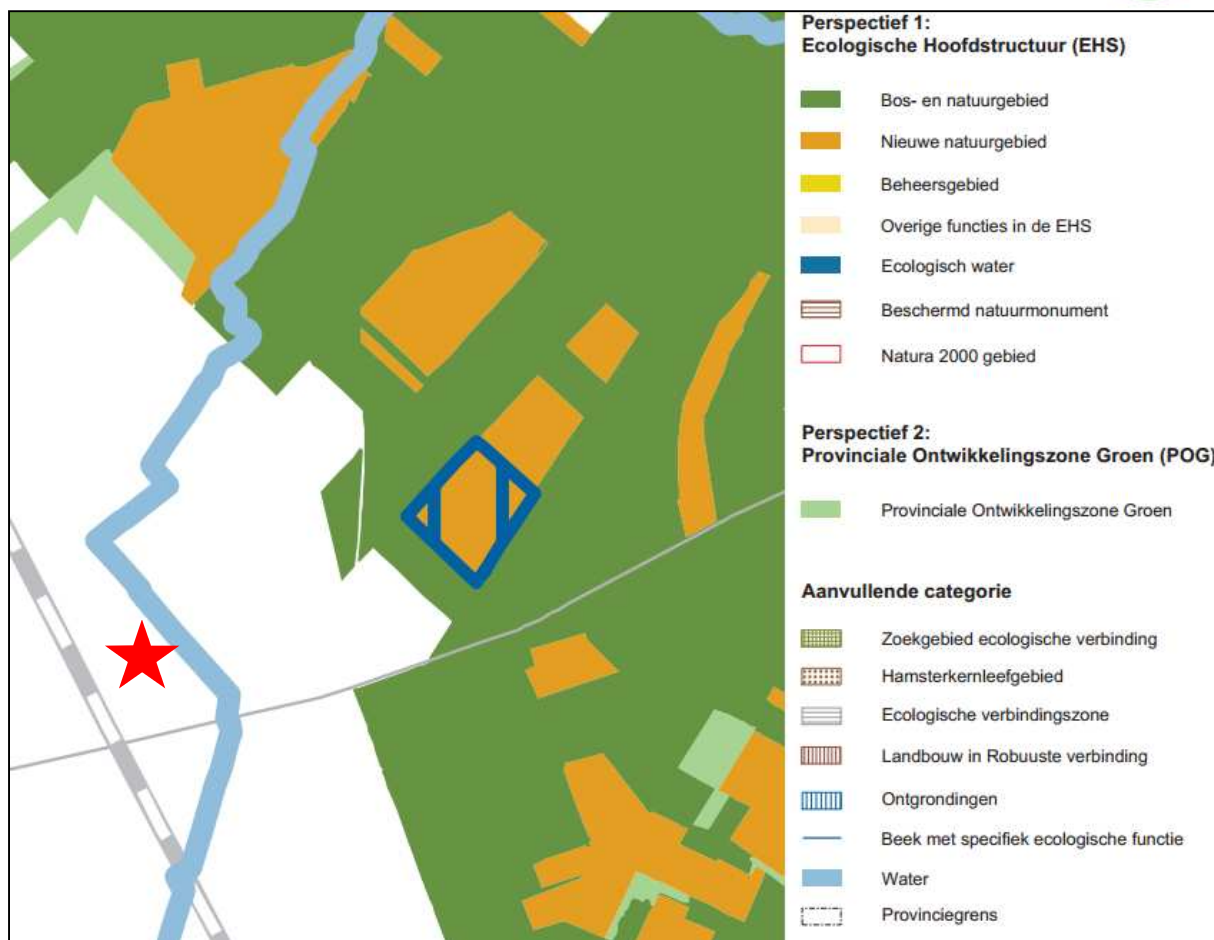 Perspectief 1:
Ecologische Hoofdstructuur (EHS)
Bos- en natuurgebied
Nieuwe natuurgebied
Beheersgebied
Overige functies in de EHS
Ecologisch water
Beschermd natuurmonument
Natura 2000 gebied
Perspectief 2:
Provinciale Ontwikkelingszone Groen (POG)
Provinciale Ontwikkelingszone Groen
Aanvullende categorie
Zoekgebied ecologische verbinding
Hamsterkernleefgebied
Ecologische verbindingszone
Landbouw in Robuuste verbinding
Ontgrondingen
Beek met specifiek ecologische functie
Water
Provinciegrens